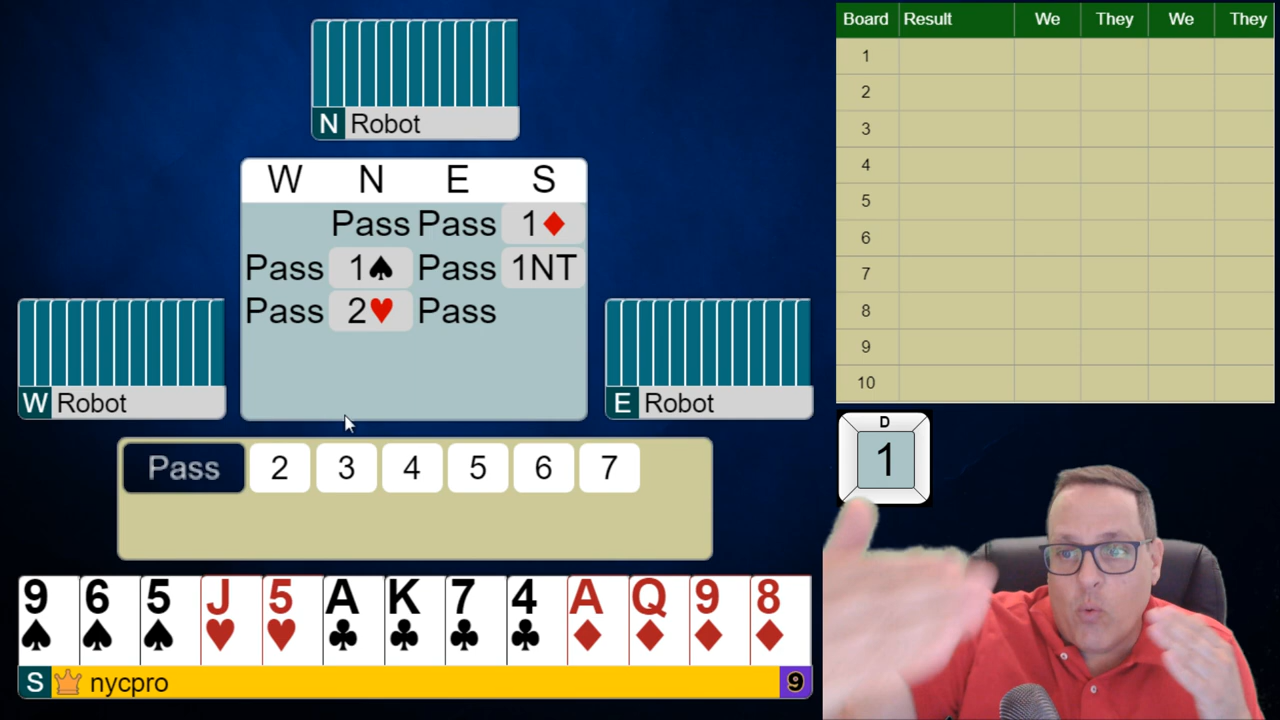 N Robot
W N E S
Pass Pass 1♦
Pass 1♠ Pass 1NT
Pass 2♥ Pass
W Robot
E Robot
Pass 2 3 4 5 6 7
9♠ 6♠ 5♠ J♥ 5♥ A♣ K♣ 7♣ 4♣ A♦ Q♦ 9♦ 8♦
S nycpro 9
Board Result We They We They
1
2
3
4
5
6
7
8
9
10
D
1